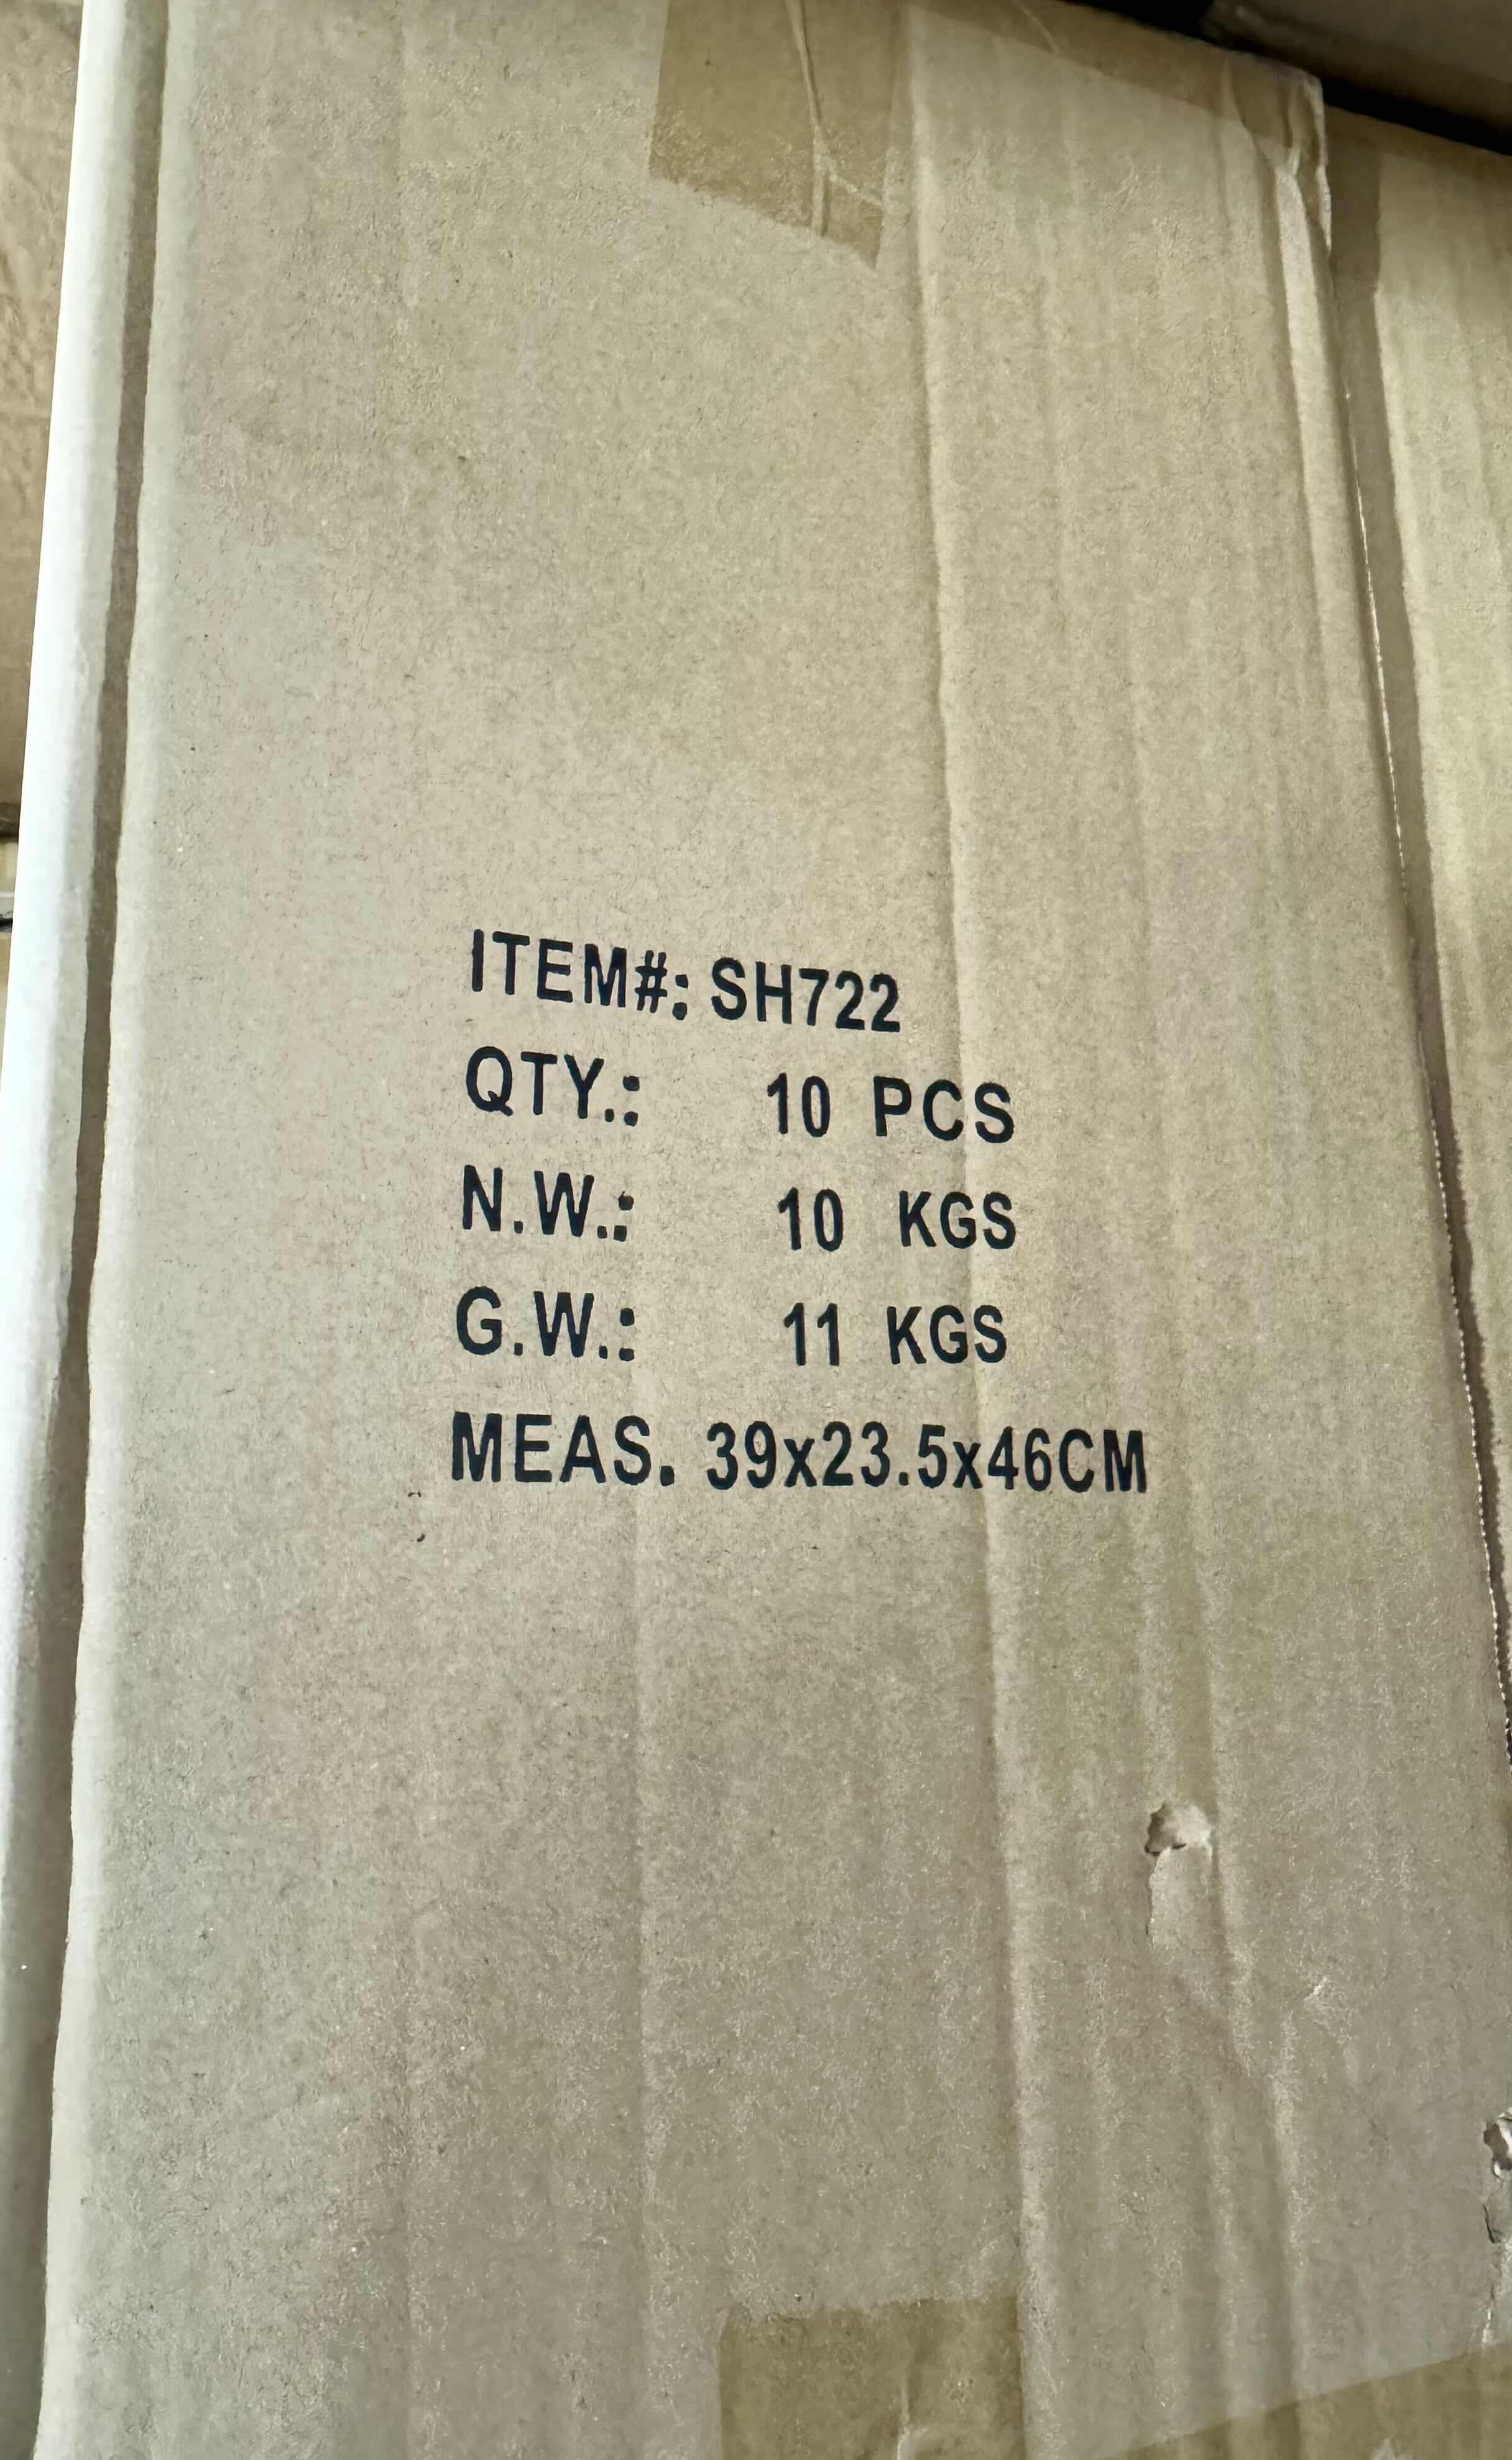 ITEM#: SH722
QTY.: 10 PCS
N.W.: 10 KGS
G.W.: 11 KGS
MEAS. 39x23.5x46CM